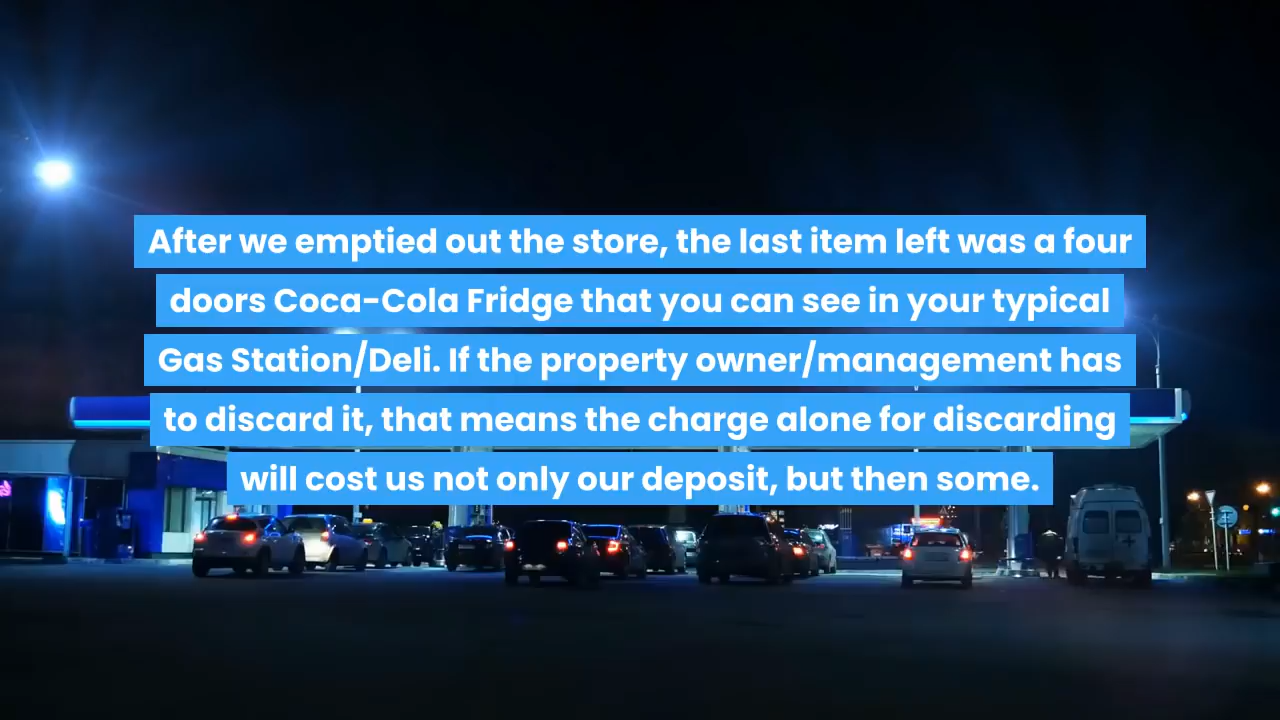 After we emptied out the store, the last item left was a four
doors Coca-Cola Fridge that you can see in your typical
Gas Station/Deli. If the property owner/management has
to discard it, that means the charge alone for discarding
will cost us not only our deposit, but then some.